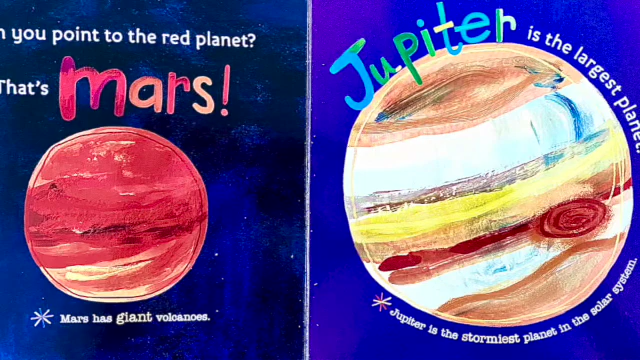 n you point to the red planet?
That's mars!
Mars has giant volcanoes.
Jupiter is the largest planet.
Jupiter is the stormiest planet in the solar system.